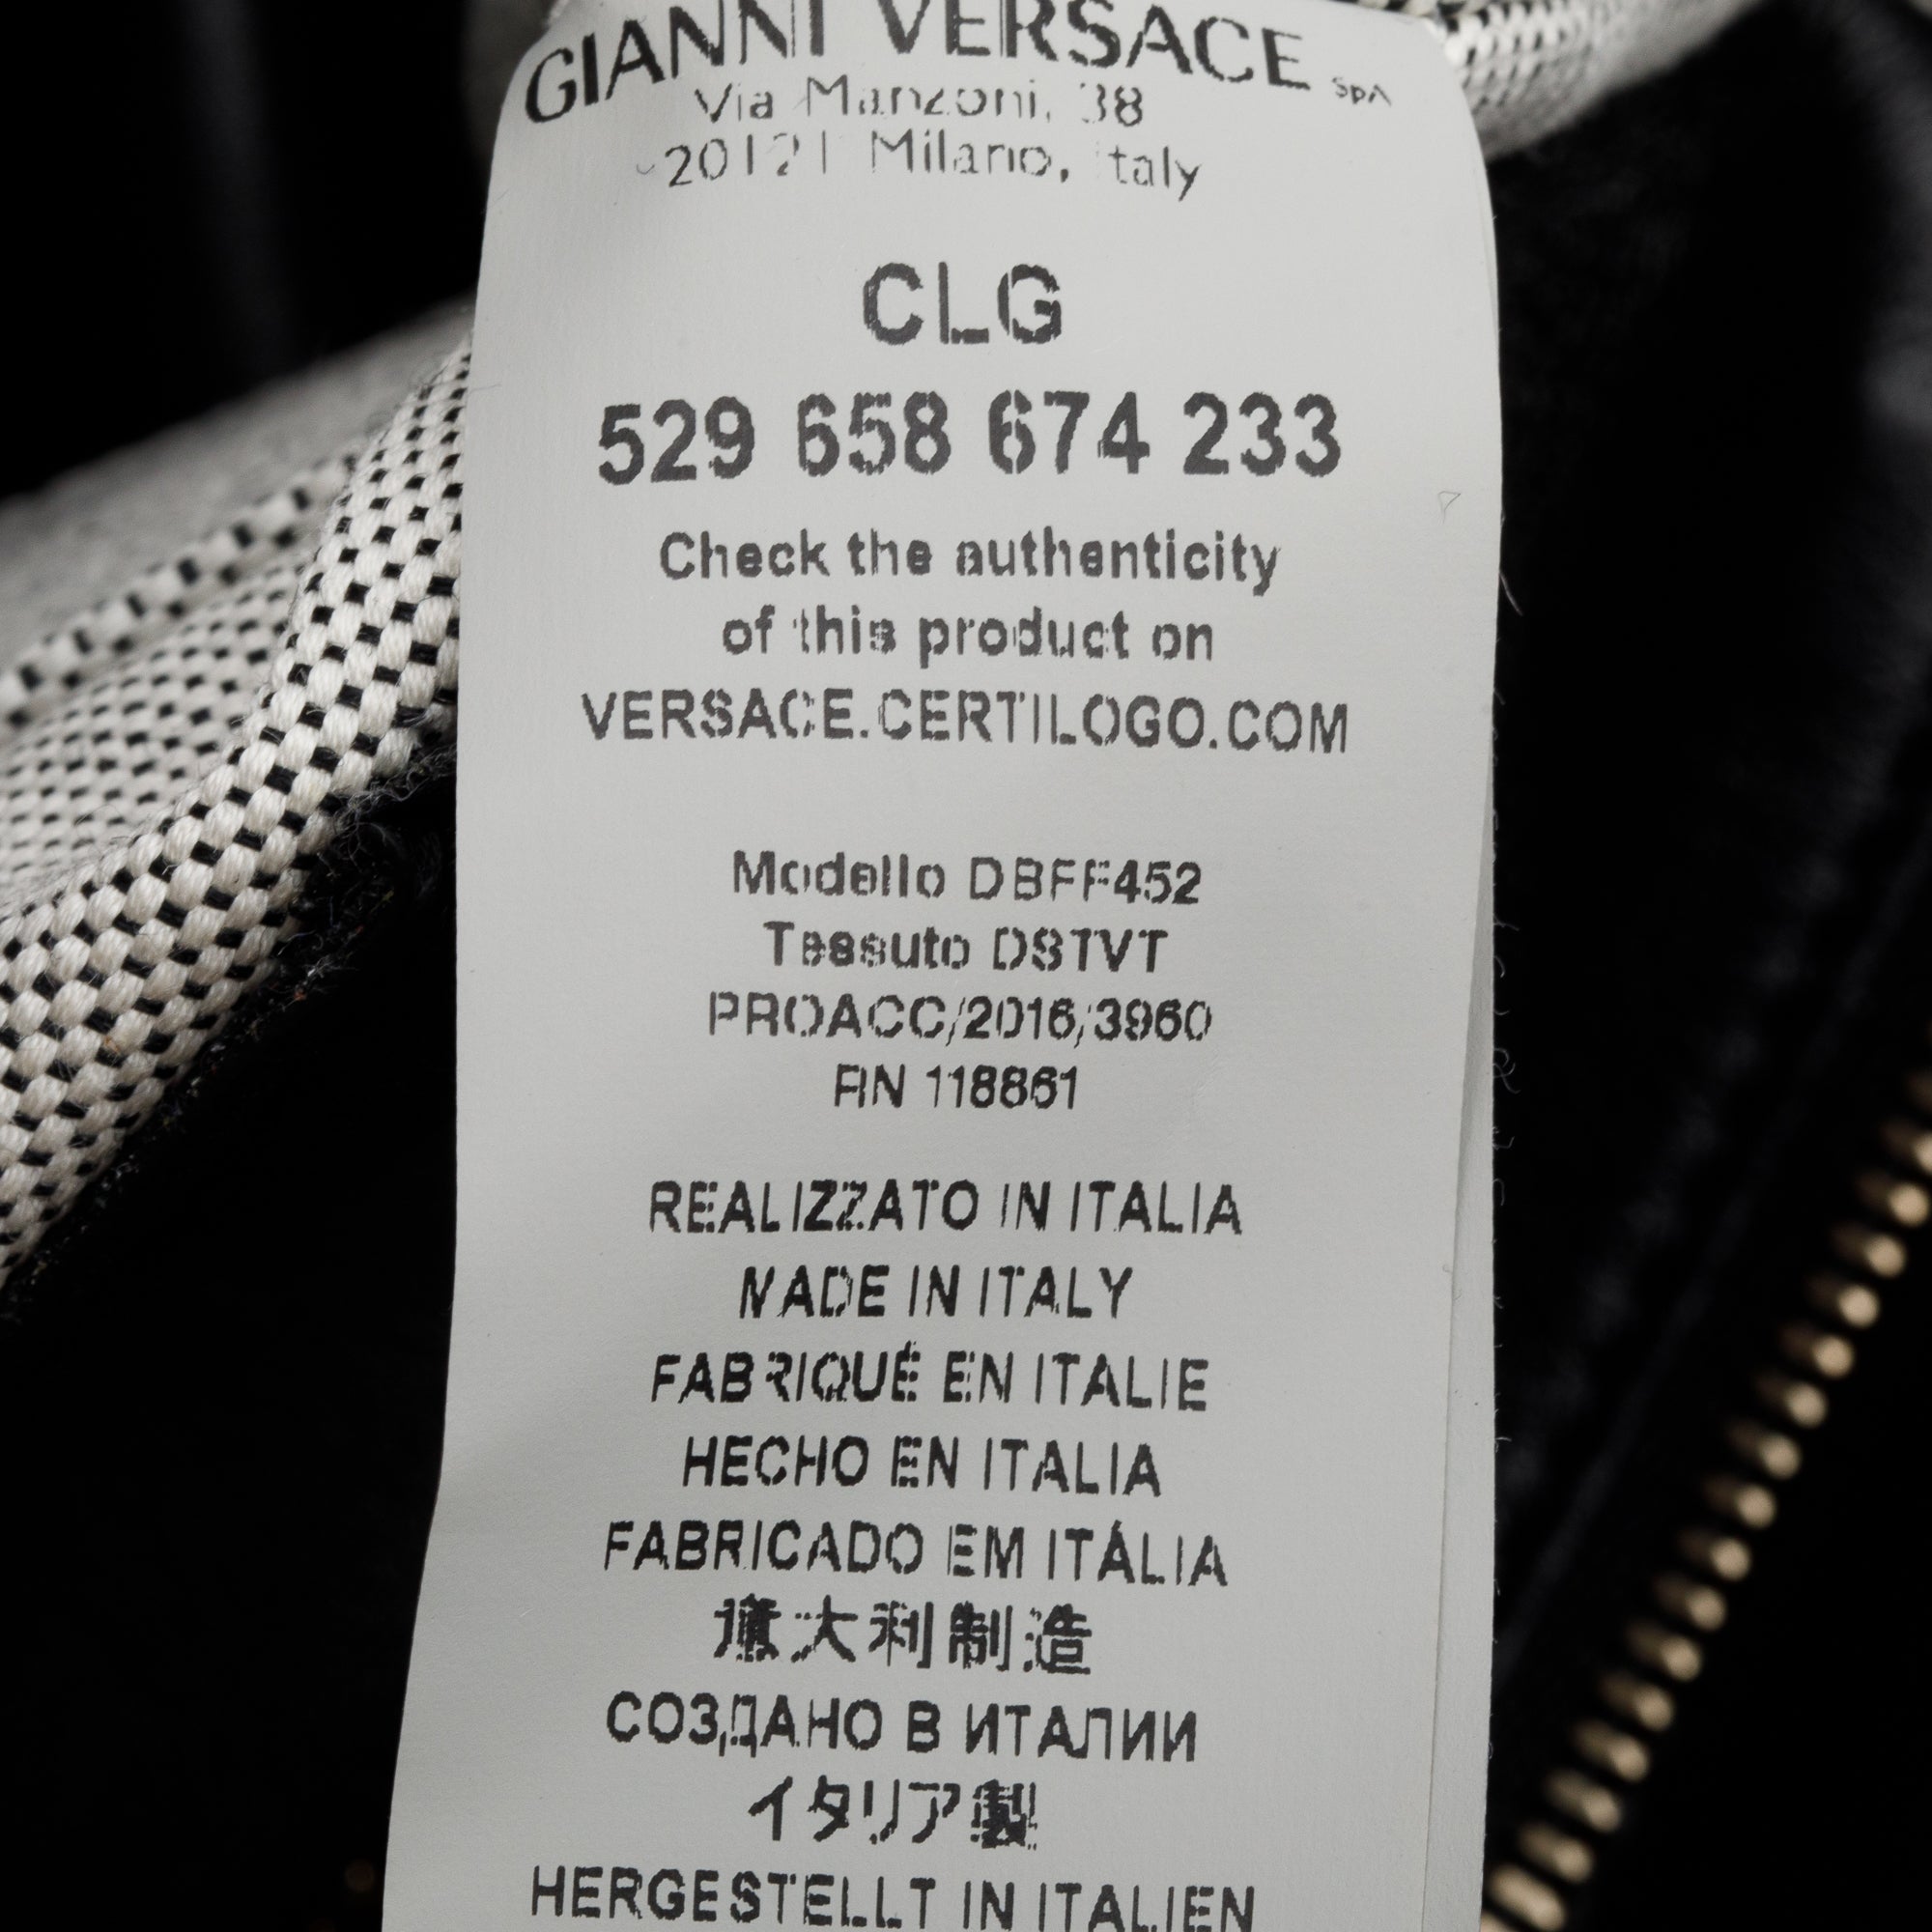 GIANNI VERSACE SpA
Via Manzoni, 38
20121 Milano, Italy
CLG
529 658 674 233
Check the authenticity
of this product on
VERSACE.CERTILOGO.COM
Modello DBFF452
Tessuto DSTVT
PROACC/2016/3960
RN 118861
REALIZZATO IN ITALIA
MADE IN ITALY
FABRIQUÉ EN ITALIE
HECHO EN ITALIA
FABRICADO EM ITÁLIA
意大利制造
СОЗДАНО В ИТАЛИИ
イタリア製
HERGESTELLT IN ITALIEN